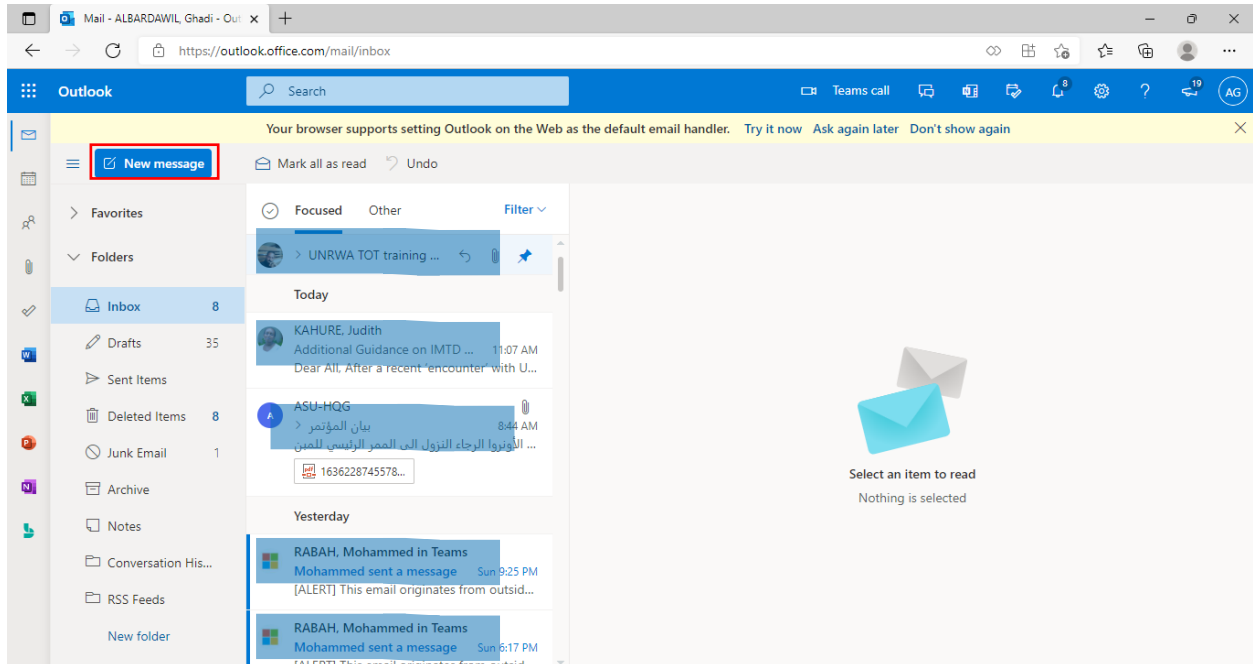 Mail - ALBARDAWIL, Ghadi - Out
https://outlook.office.com/mail/inbox
Outlook
Search
Teams call
8
19
AG
Your browser supports setting Outlook on the Web as the default email handler. Try it now Ask again later Don't show again
New message
Mark all as read
Undo
Favorites
Folders
Inbox 8
Drafts 35
Sent Items
Deleted Items 8
Junk Email 1
Archive
Notes
Conversation His...
RSS Feeds
New folder
Focused
Other
Filter
UNRWA TOT training ...
Today
KAHURE, Judith
Additional Guidance on IMTD ... 11:07 AM
Dear All, After a recent 'encounter' with U...
A
ASU-HQG
بيان المؤتمر
8:44 AM
الأونروا الرجاء النزول الى الممر الرئيسي للمبن ...
pdf
1636228745578...
Yesterday
RABAH, Mohammed in Teams
Mohammed sent a message Sun 9:25 PM
[ALERT] This email originates from outsid...
RABAH, Mohammed in Teams
Mohammed sent a message Sun 6:17 PM
[ALERT] This email originates from outsid...
Select an item to read
Nothing is selected